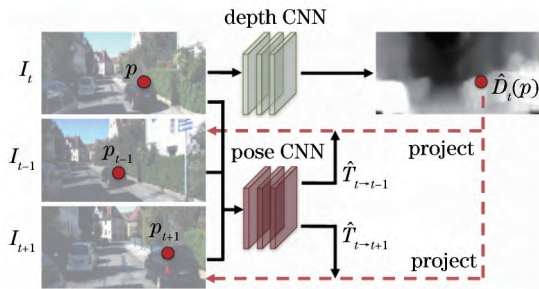 depth CNN
I_t
p
D̂_t(p)
I_{t-1}
p_{t-1}
pose CNN
project
T̂_{t→t-1}
I_{t+1}
p_{t+1}
T̂_{t→t+1}
project